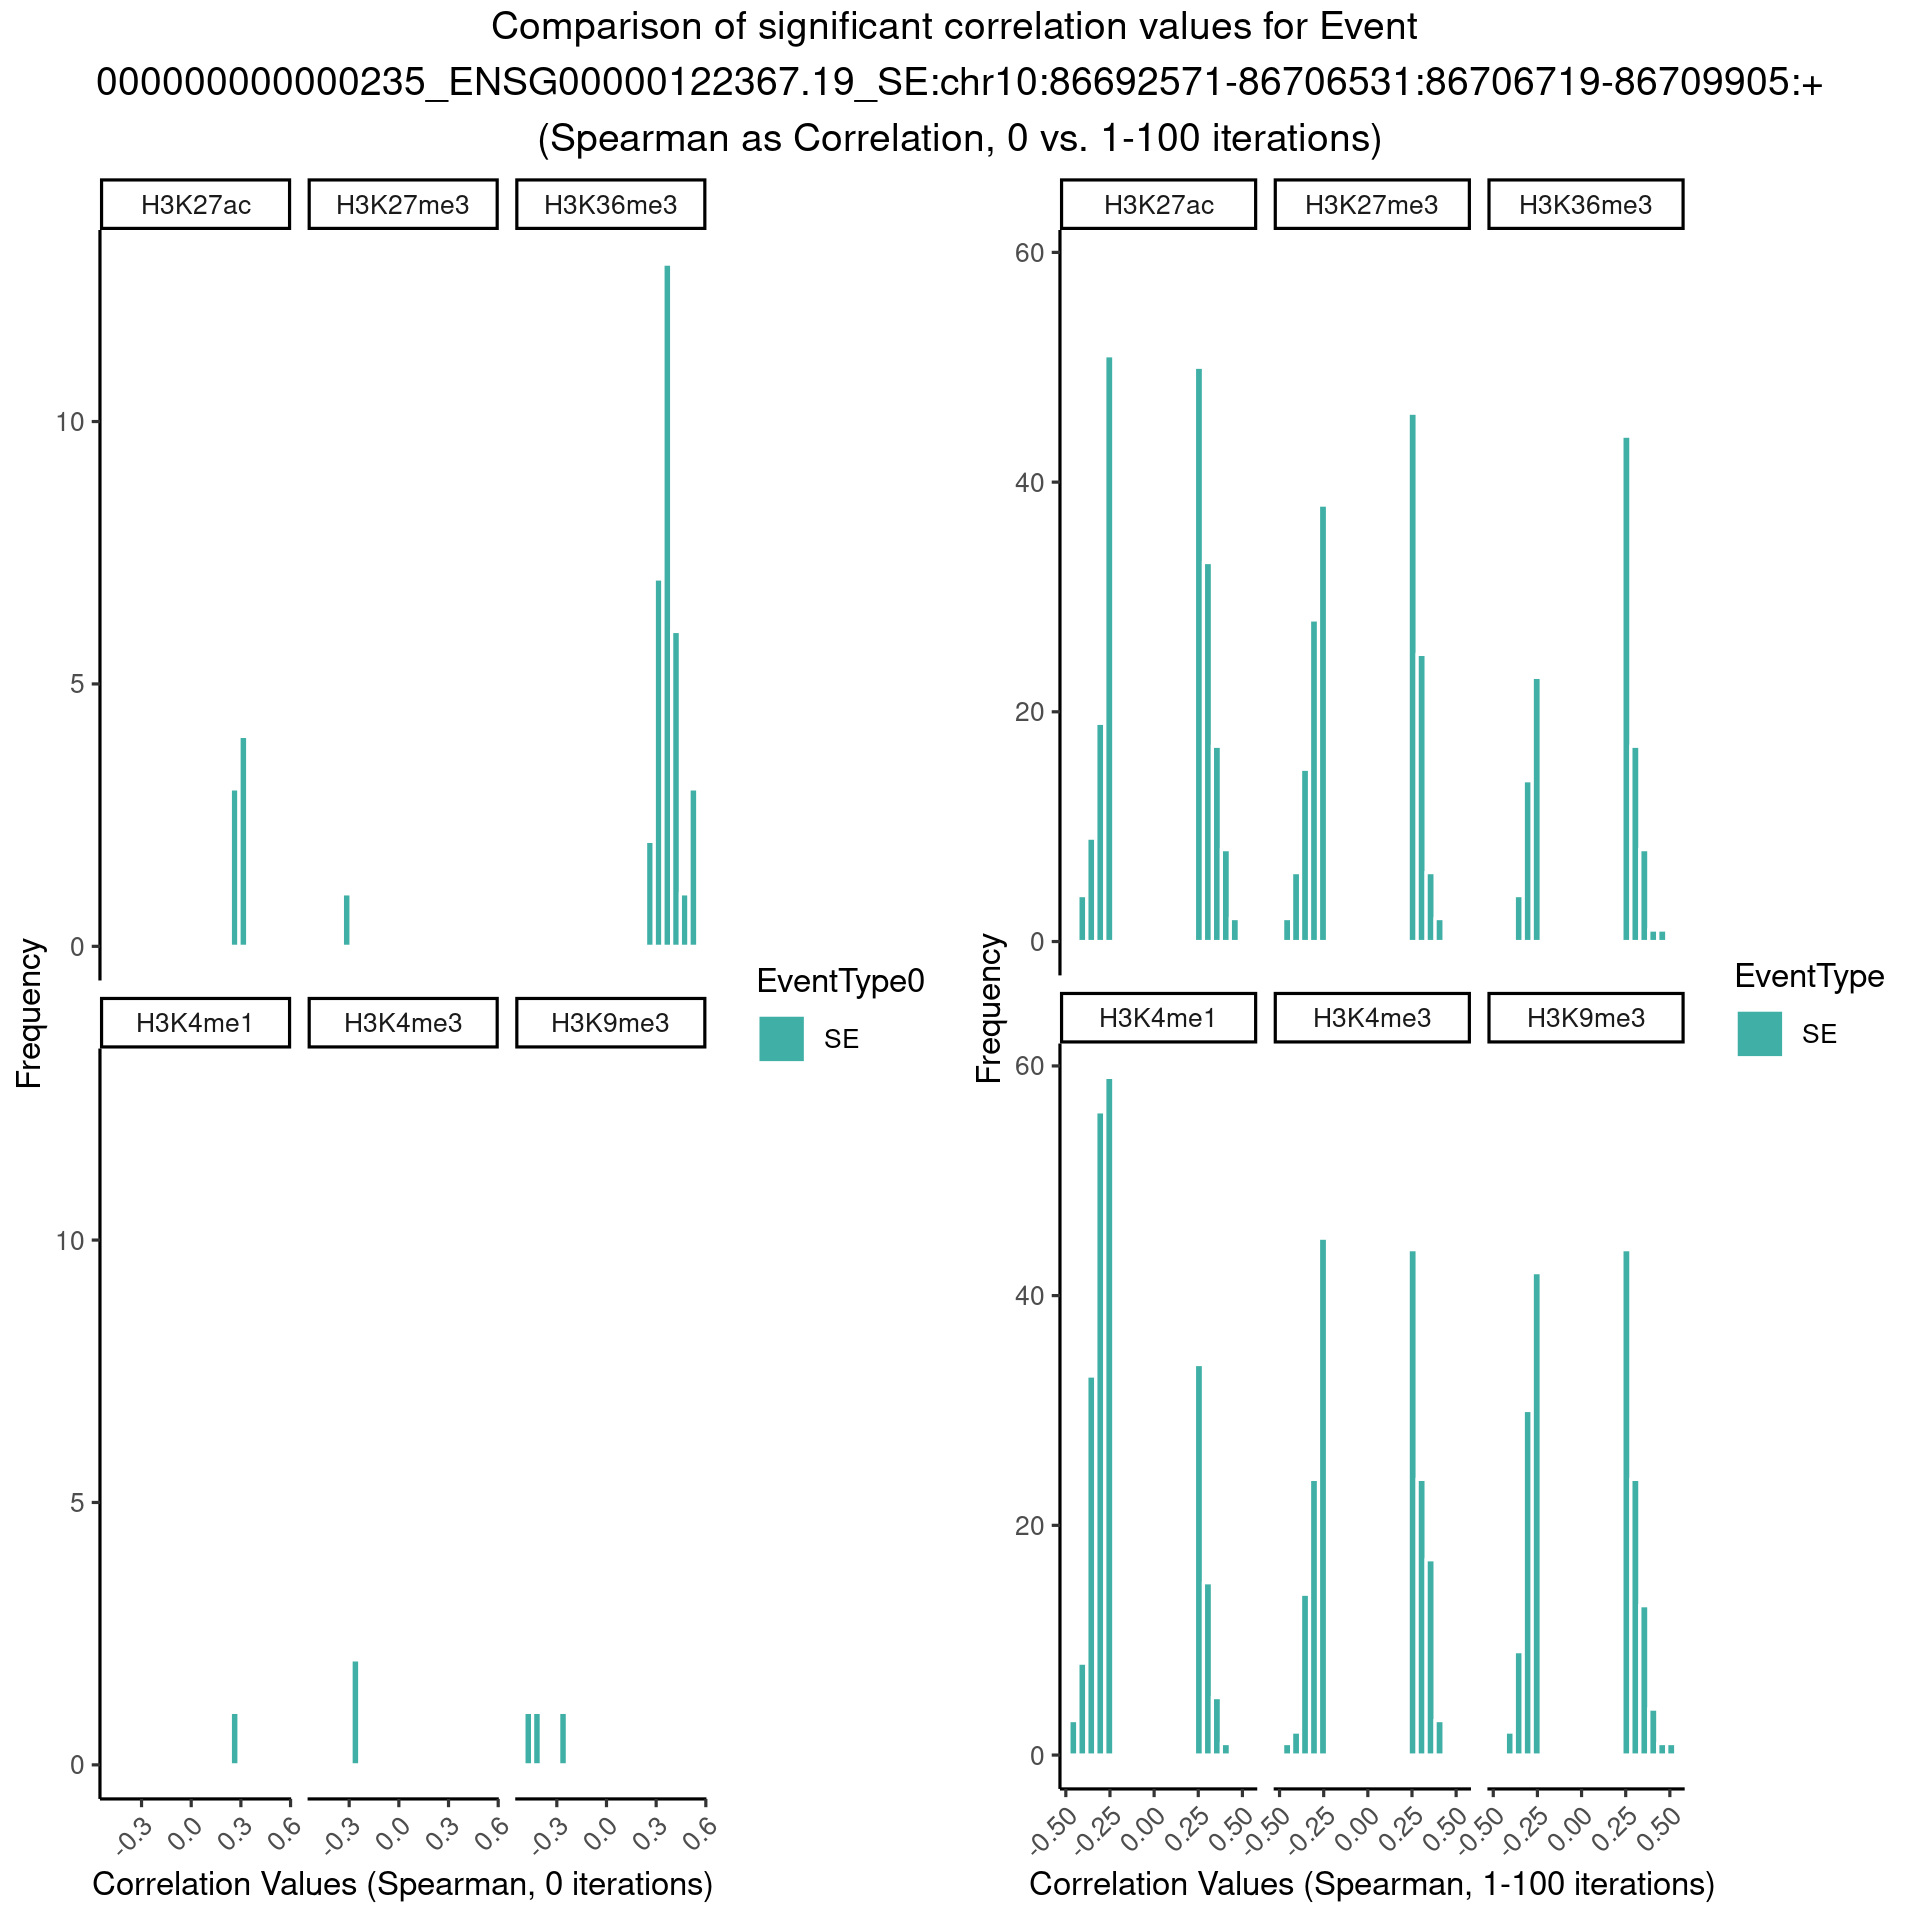 Comparison of significant correlation values for Event
000000000000235_ENSG00000122367.19_SE:chr10:86692571-86706531:86706719-86709905:+
(Spearman as Correlation, 0 vs. 1-100 iterations)
H3K27ac H3K27me3 H3K36me3
10
5
0
H3K4me1 H3K4me3 H3K9me3
10
5
0
-0.3 0.0 0.3 0.6 -0.3 0.0 0.3 0.6 -0.3 0.0 0.3 0.6
Frequency
Correlation Values (Spearman, 0 iterations)
EventType0
SE
H3K27ac H3K27me3 H3K36me3
60
40
20
0
H3K4me1 H3K4me3 H3K9me3
60
40
20
0
-0.50 -0.25 0.00 0.25 0.50 -0.50 -0.25 0.00 0.25 0.50 -0.50 -0.25 0.00 0.25 0.50
Frequency
Correlation Values (Spearman, 1-100 iterations)
EventType
SE